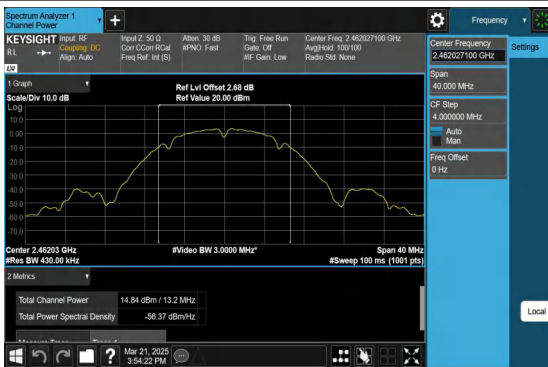 Spectrum Analyzer 1
Channel Power
Frequency
KEYSIGHT
RL
LXI
Input: RF
Coupling: DC
Align: Auto
Input Z: 50 Ω
Corr CCorr RCal
Freq Ref: Int (S)
Atten: 30 dB
#PNO: Fast
Trig: Free Run
Gate: Off
#IF Gain: Low
Center Freq: 2.462027100 GHz
Avg|Hold: 100/100
Radio Std: None
Center Frequency
2.462027100 GHz
Settings
Span
40.000 MHz
CF Step
4.000000 MHz
Auto
Man
Freq Offset
0 Hz
Local
1 Graph
Scale/Div 10.0 dB
Ref Lvl Offset 2.68 dB
Ref Value 20.00 dBm
Log
10.0
0.00
-10.0
-20.0
-30.0
-40.0
-50.0
-60.0
-70.0
Center 2.46203 GHz
#Res BW 430.00 kHz
#Video BW 3.0000 MHz*
Span 40 MHz
#Sweep 100 ms (1001 pts)
2 Metrics
Total Channel Power 14.84 dBm / 13.2 MHz
Total Power Spectral Density -56.37 dBm/Hz
Mar 21, 2025
3:54:22 PM